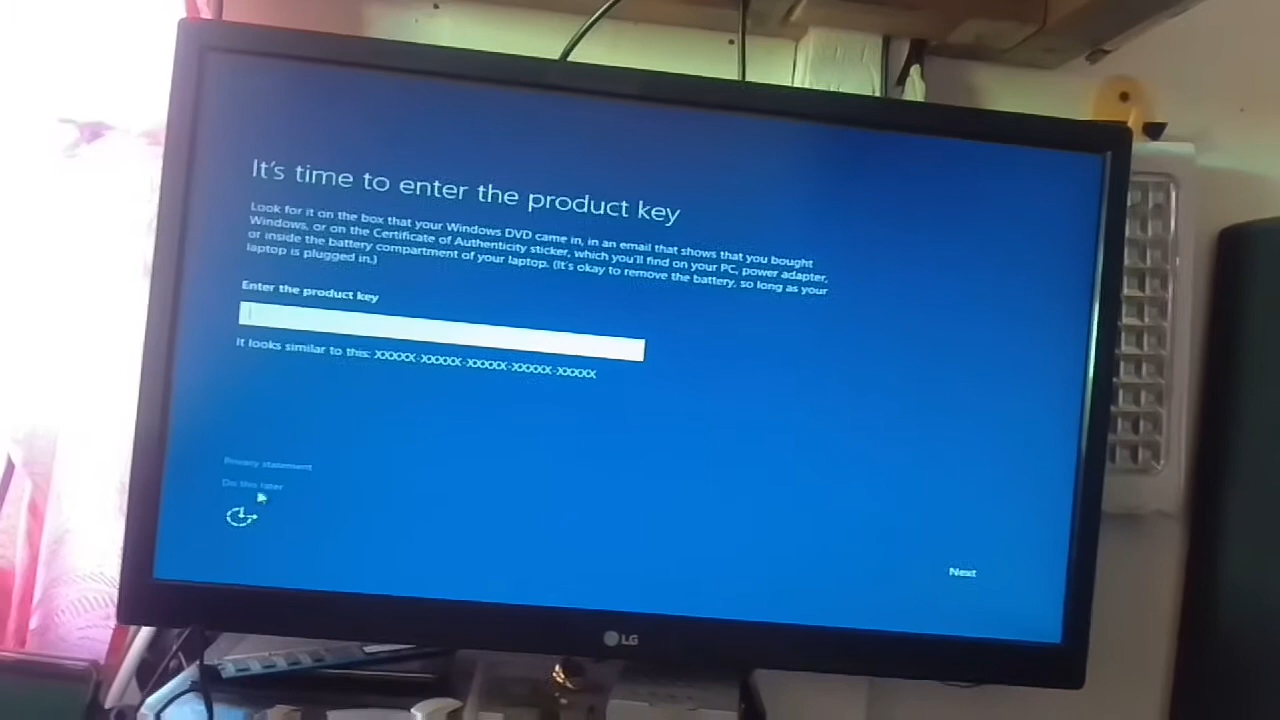 It's time to enter the product key
Look for it on the box that your Windows DVD came in, in an email that shows that you bought
Windows, or on the Certificate of Authenticity sticker, which you'll find on your PC, power adapter,
or inside the battery compartment of your laptop. (It's okay to remove the battery, so long as your
laptop is plugged in.)
Enter the product key
It looks similar to this: XXXXX-XXXXX-XXXXX-XXXXX-XXXXX
Privacy statement
Do this later
Next
LG